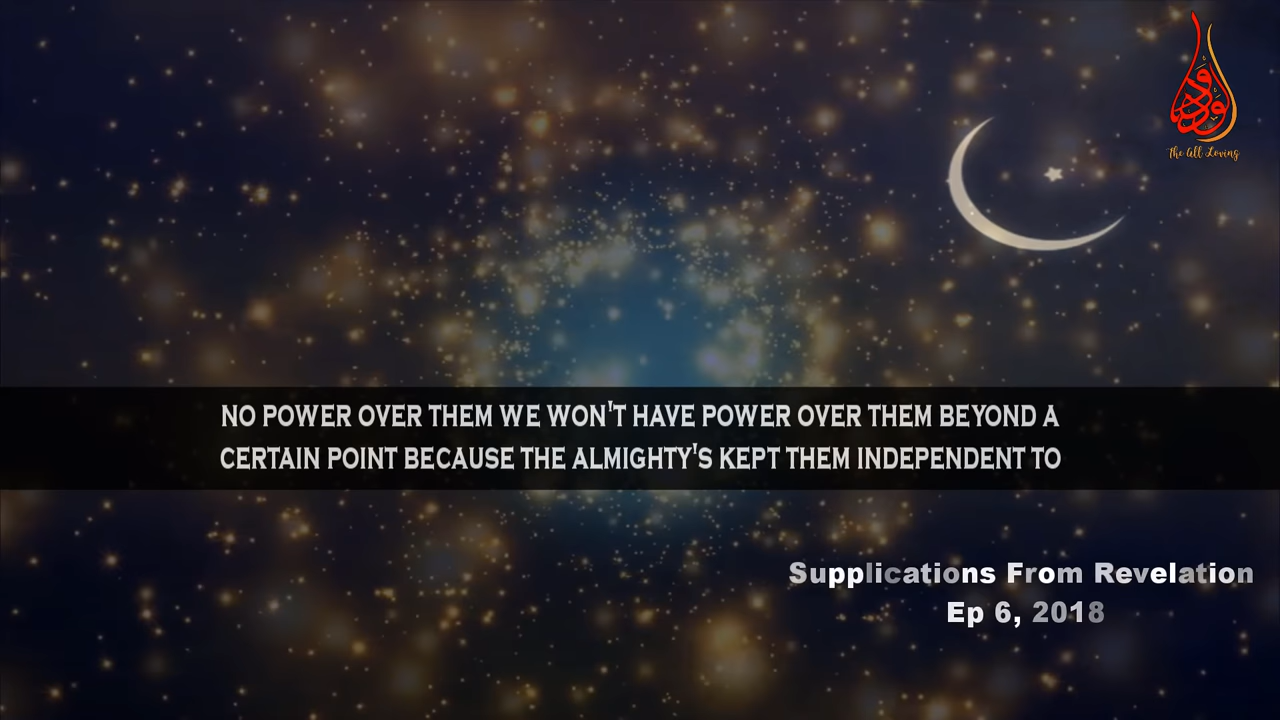 الودود
The All Loving
NO POWER OVER THEM WE WON'T HAVE POWER OVER THEM BEYOND A
CERTAIN POINT BECAUSE THE ALMIGHTY'S KEPT THEM INDEPENDENT TO
Supplications From Revelation
Ep 6, 2018